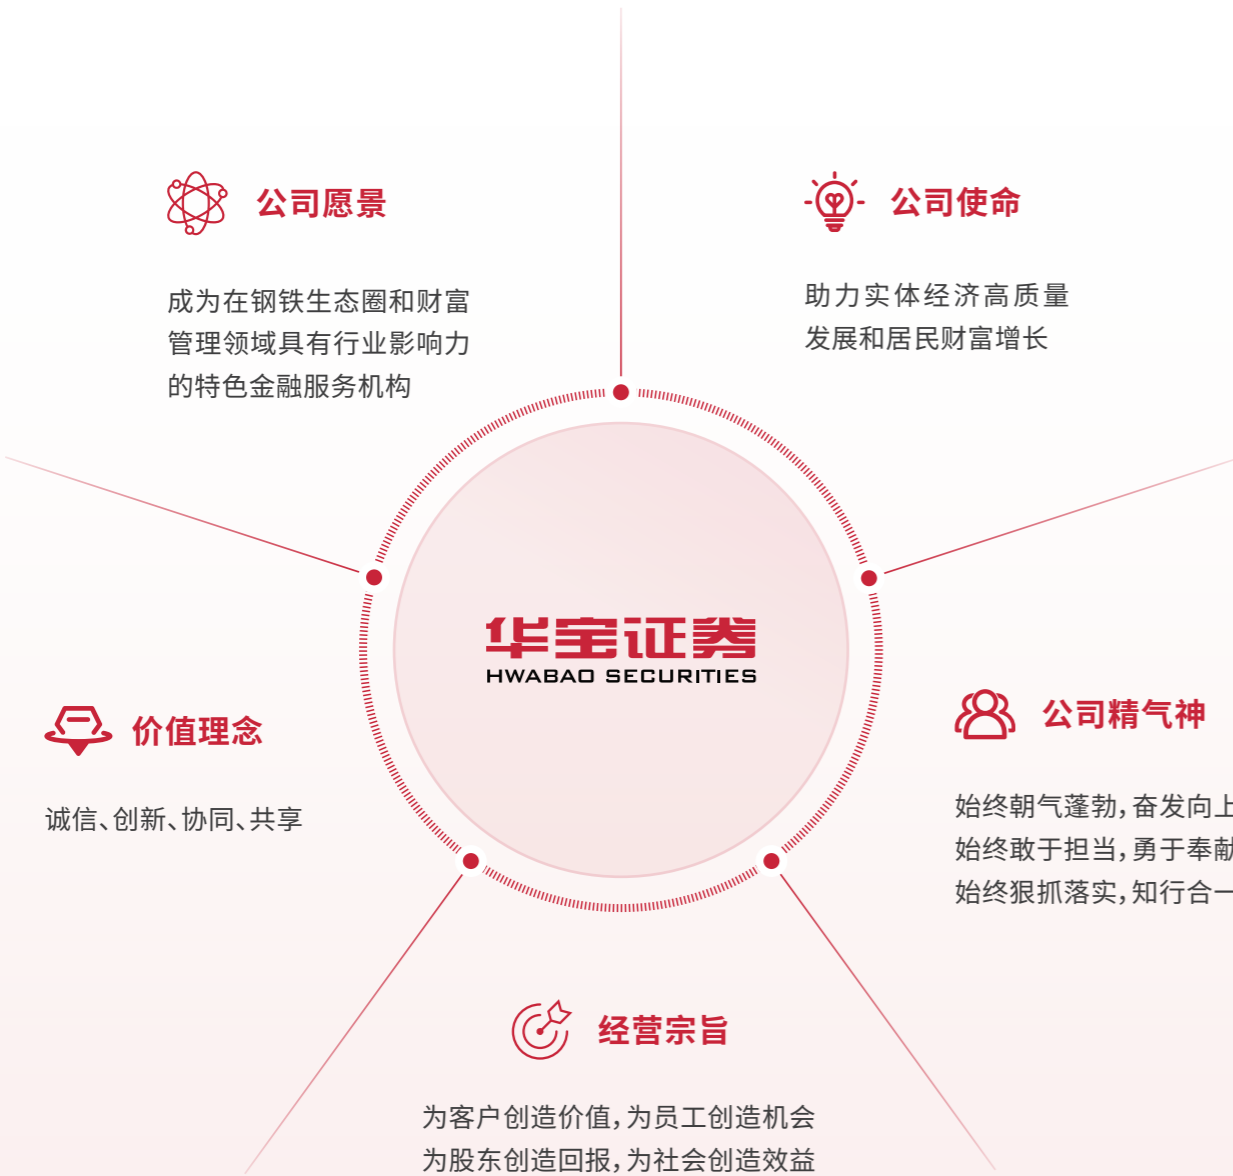 公司愿景
成为在钢铁生态圈和财富
管理领域具有行业影响力
的特色金融服务机构
公司使命
助力实体经济高质量
发展和居民财富增长
华宝证券
HWABAO SECURITIES
价值理念
诚信、创新、协同、共享
公司精气神
始终朝气蓬勃，奋发向上
始终敢于担当，勇于奉献
始终狠抓落实，知行合一
经营宗旨
为客户创造价值，为员工创造机会
为股东创造回报，为社会创造效益